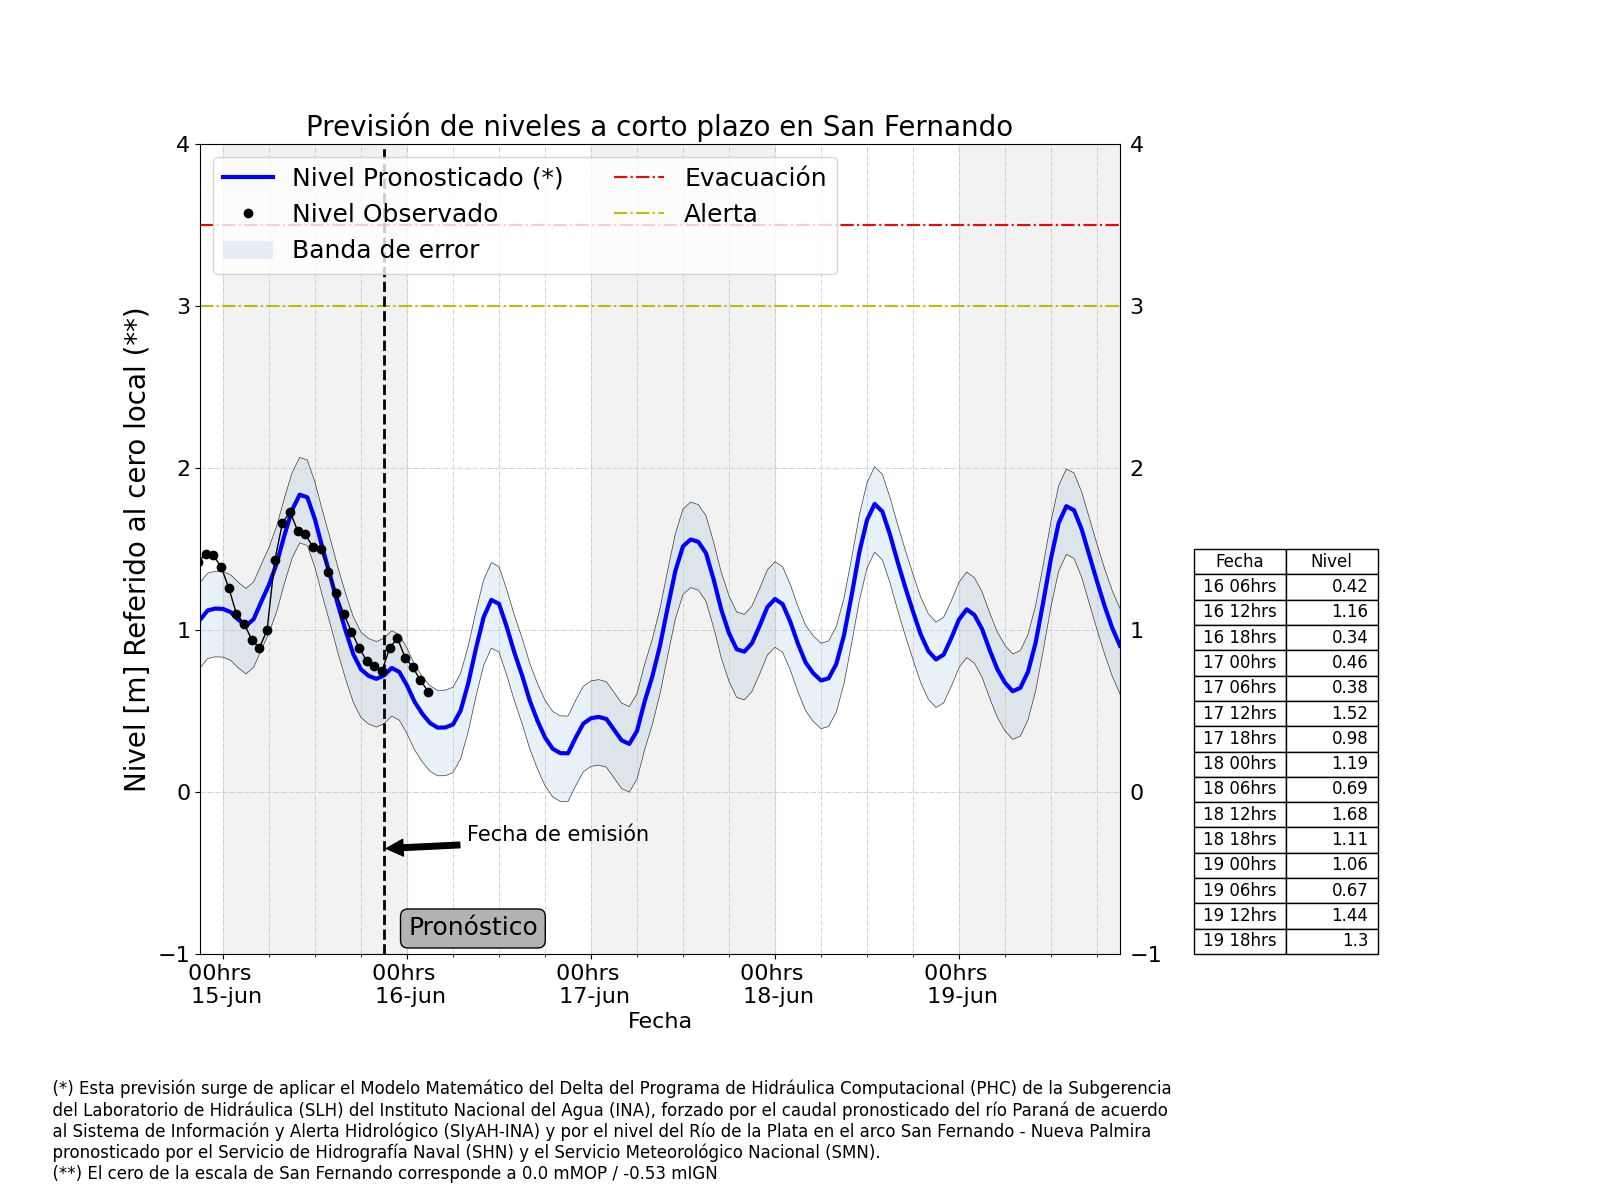 Previsión de niveles a corto plazo en San Fernando
Nivel Pronosticado (*)
Nivel Observado
Banda de error
Evacuación
Alerta
Nivel [m] Referido al cero local (**)
4
3
2
1
0
−1
4
3
2
1
0
−1
Fecha de emisión
Pronóstico
00hrs
15-jun
00hrs
16-jun
00hrs
17-jun
00hrs
18-jun
00hrs
19-jun
Fecha
Fecha Nivel
16 06hrs 0.42
16 12hrs 1.16
16 18hrs 0.34
17 00hrs 0.46
17 06hrs 0.38
17 12hrs 1.52
17 18hrs 0.98
18 00hrs 1.19
18 06hrs 0.69
18 12hrs 1.68
18 18hrs 1.11
19 00hrs 1.06
19 06hrs 0.67
19 12hrs 1.44
19 18hrs 1.3
(*) Esta previsión surge de aplicar el Modelo Matemático del Delta del Programa de Hidráulica Computacional (PHC) de la Subgerencia
del Laboratorio de Hidráulica (SLH) del Instituto Nacional del Agua (INA), forzado por el caudal pronosticado del río Paraná de acuerdo
al Sistema de Información y Alerta Hidrológico (SIyAH-INA) y por el nivel del Río de la Plata en el arco San Fernando - Nueva Palmira
pronosticado por el Servicio de Hidrografía Naval (SHN) y el Servicio Meteorológico Nacional (SMN).
(**) El cero de la escala de San Fernando corresponde a 0.0 mMOP / -0.53 mIGN